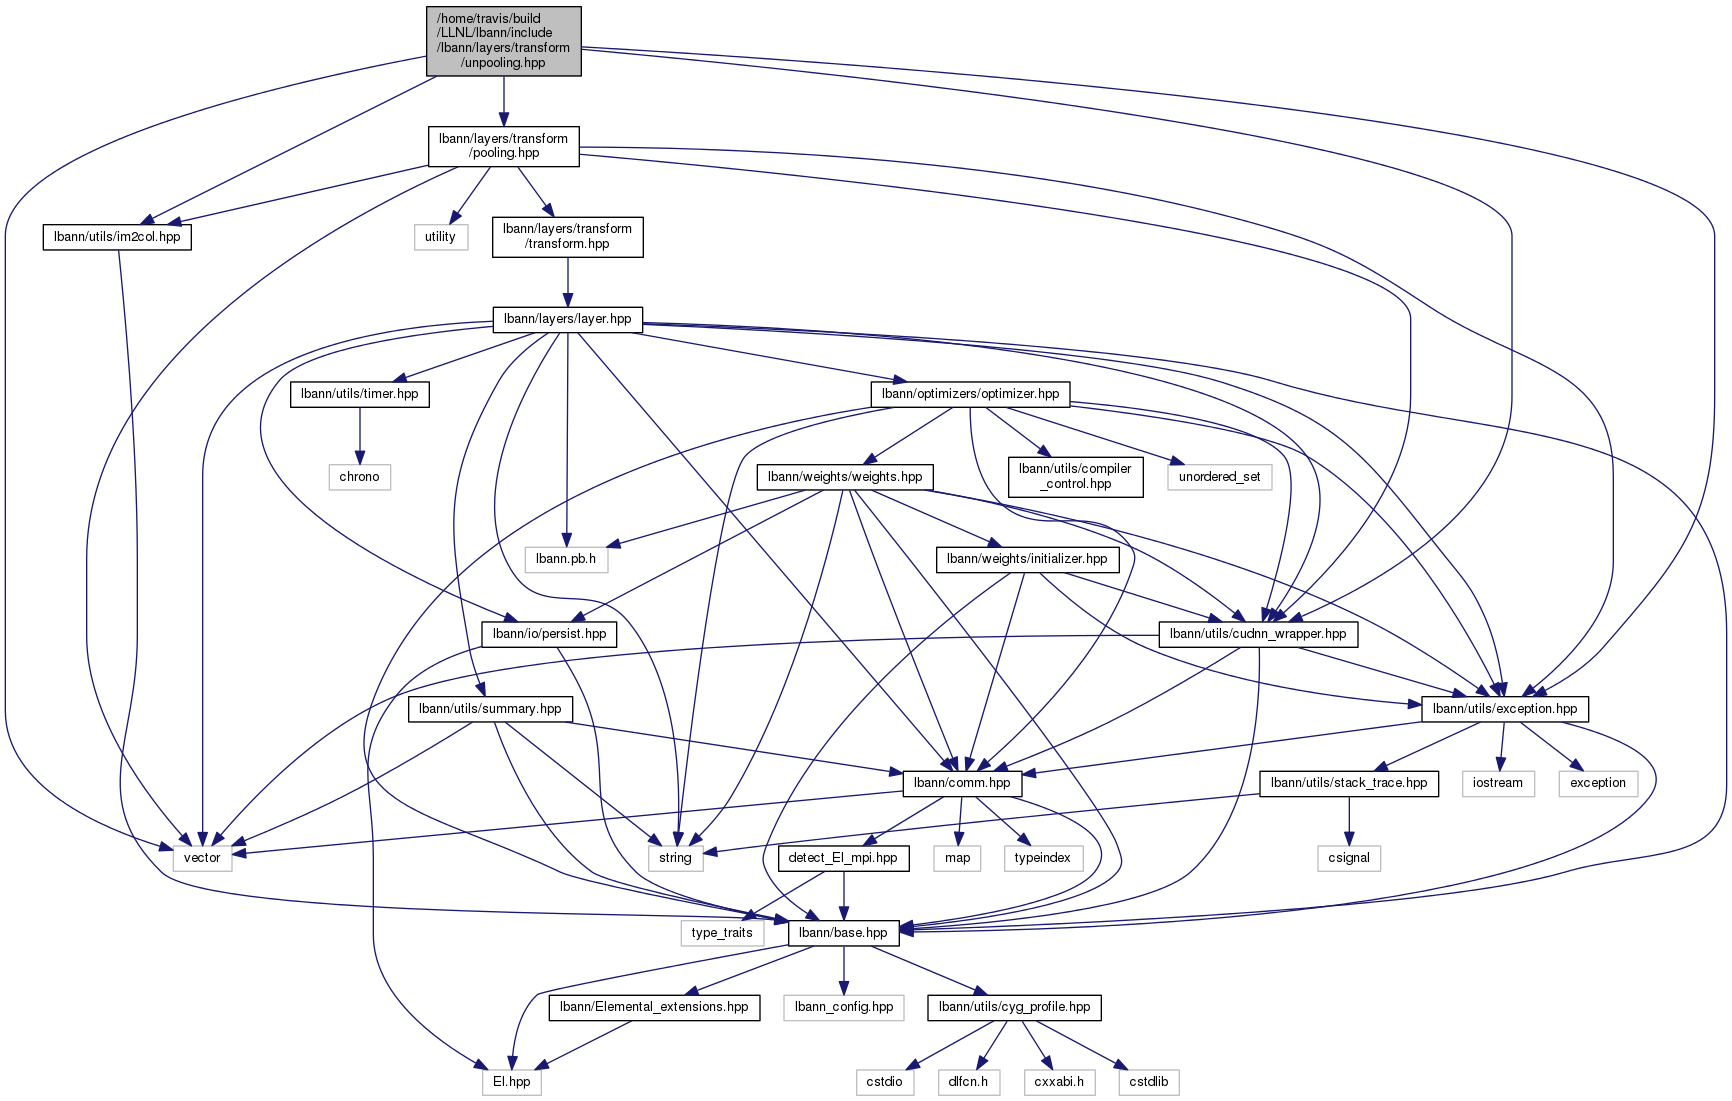 /home/travis/build
/LLNL/lbann/include
/lbann/layers/transform
/unpooling.hpp
lbann/layers/transform
/pooling.hpp
lbann/utils/im2col.hpp
utility
lbann/layers/transform
/transform.hpp
lbann/layers/layer.hpp
lbann/utils/timer.hpp
lbann/optimizers/optimizer.hpp
chrono
lbann/weights/weights.hpp
lbann/utils/compiler
_control.hpp
unordered_set
lbann.pb.h
lbann/weights/initializer.hpp
lbann/io/persist.hpp
lbann/utils/cudnn_wrapper.hpp
lbann/utils/summary.hpp
lbann/utils/exception.hpp
lbann/comm.hpp
lbann/utils/stack_trace.hpp
iostream
exception
vector
string
detect_El_mpi.hpp
map
typeindex
csignal
type_traits
lbann/base.hpp
lbann/Elemental_extensions.hpp
lbann_config.hpp
lbann/utils/cyg_profile.hpp
El.hpp
cstdio
dlfcn.h
cxxabi.h
cstdlib